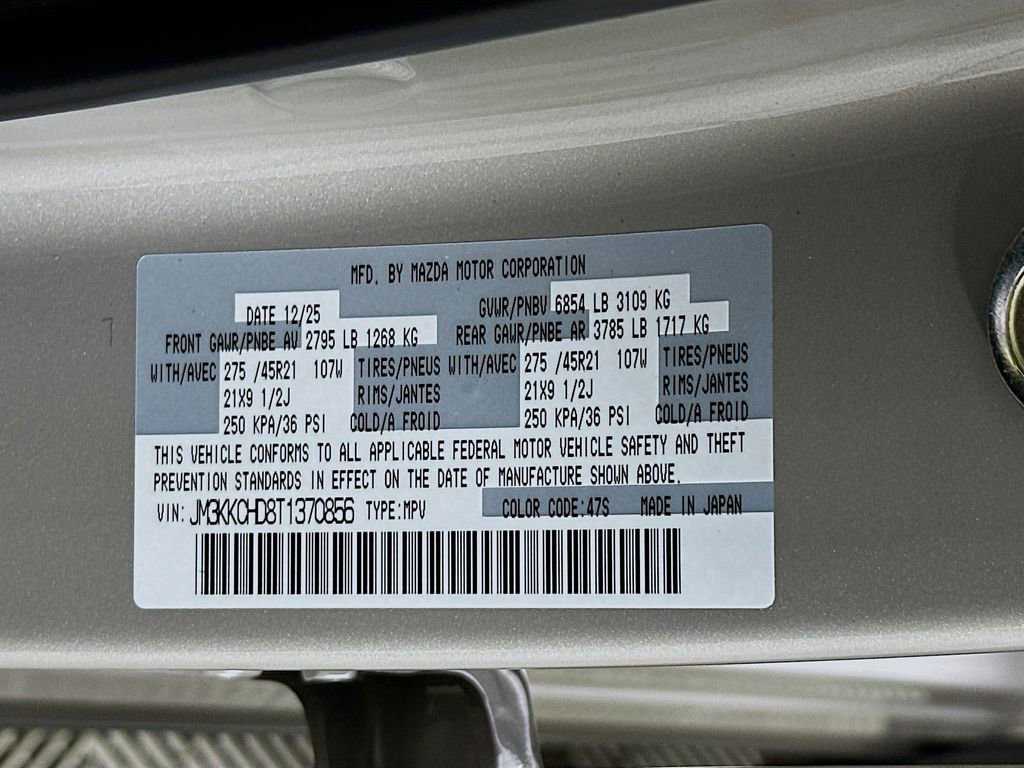 MFD. BY MAZDA MOTOR CORPORATION
DATE 12/25 GVWR/PNBV 6854 LB 3109 KG
FRONT GAWR/PNBE AV 2795 LB 1268 KG REAR GAWR/PNBE AR 3785 LB 1717 KG
WITH/AVEC 275 /45R21 107W TIRES/PNEUS WITH/AVEC 275 /45R21 107W TIRES/PNEUS
21X9 1/2J RIMS/JANTES 21X9 1/2J RIMS/JANTES
250 KPA/36 PSI COLD/A FROID 250 KPA/36 PSI COLD/A FROID
THIS VEHICLE CONFORMS TO ALL APPLICABLE FEDERAL MOTOR VEHICLE SAFETY AND THEFT
PREVENTION STANDARDS IN EFFECT ON THE DATE OF MANUFACTURE SHOWN ABOVE.
VIN: JM3KKCHD8T1370856 TYPE:MPV COLOR CODE:47S MADE IN JAPAN